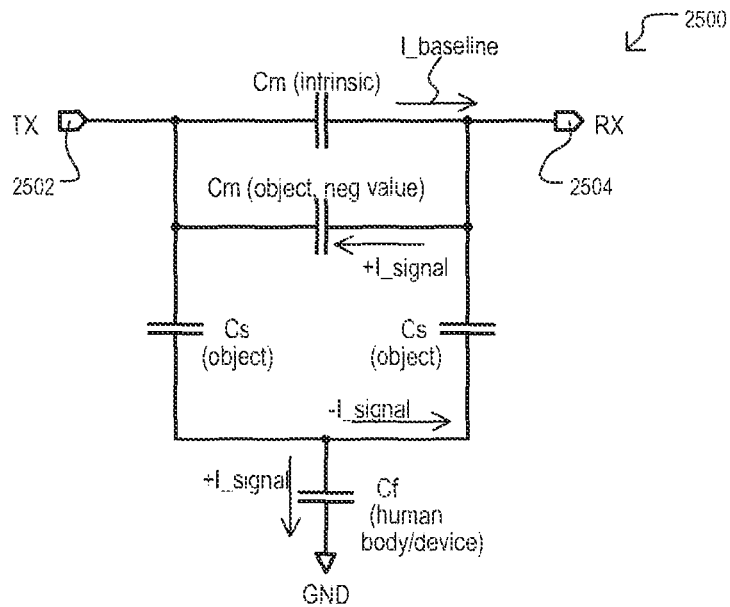 2500
I_baseline
Cm (intrinsic)
TX
RX
2502
Cm (object, neg value)
2504
+I_signal
Cs
(object)
Cs
(object)
-I_signal
+I_signal
Cf
(human
body/device)
GND